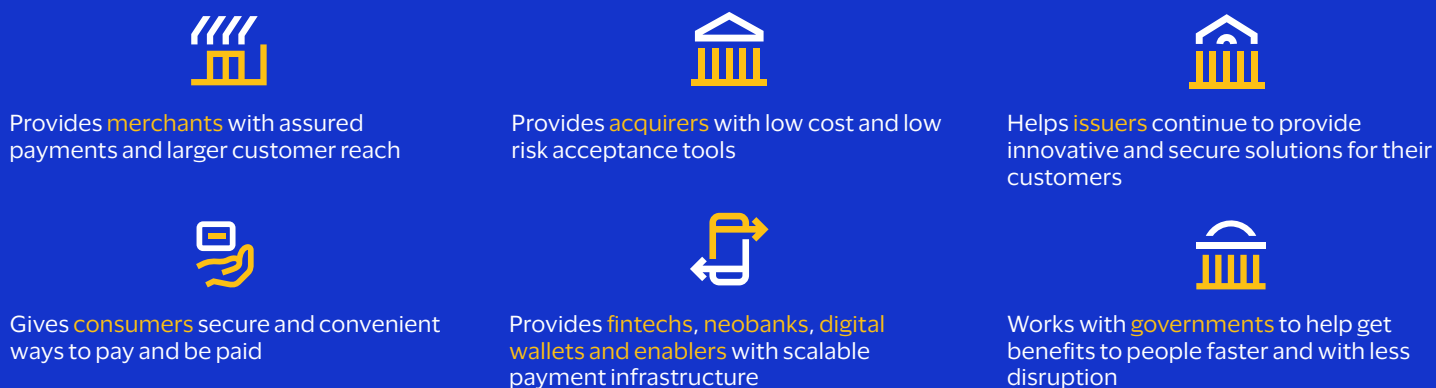 Provides merchants with assured
payments and larger customer reach
Provides acquirers with low cost and low
risk acceptance tools
Helps issuers continue to provide
innovative and secure solutions for their
customers
Gives consumers secure and convenient
ways to pay and be paid
Provides fintechs, neobanks, digital
wallets and enablers with scalable
payment infrastructure
Works with governments to help get
benefits to people faster and with less
disruption